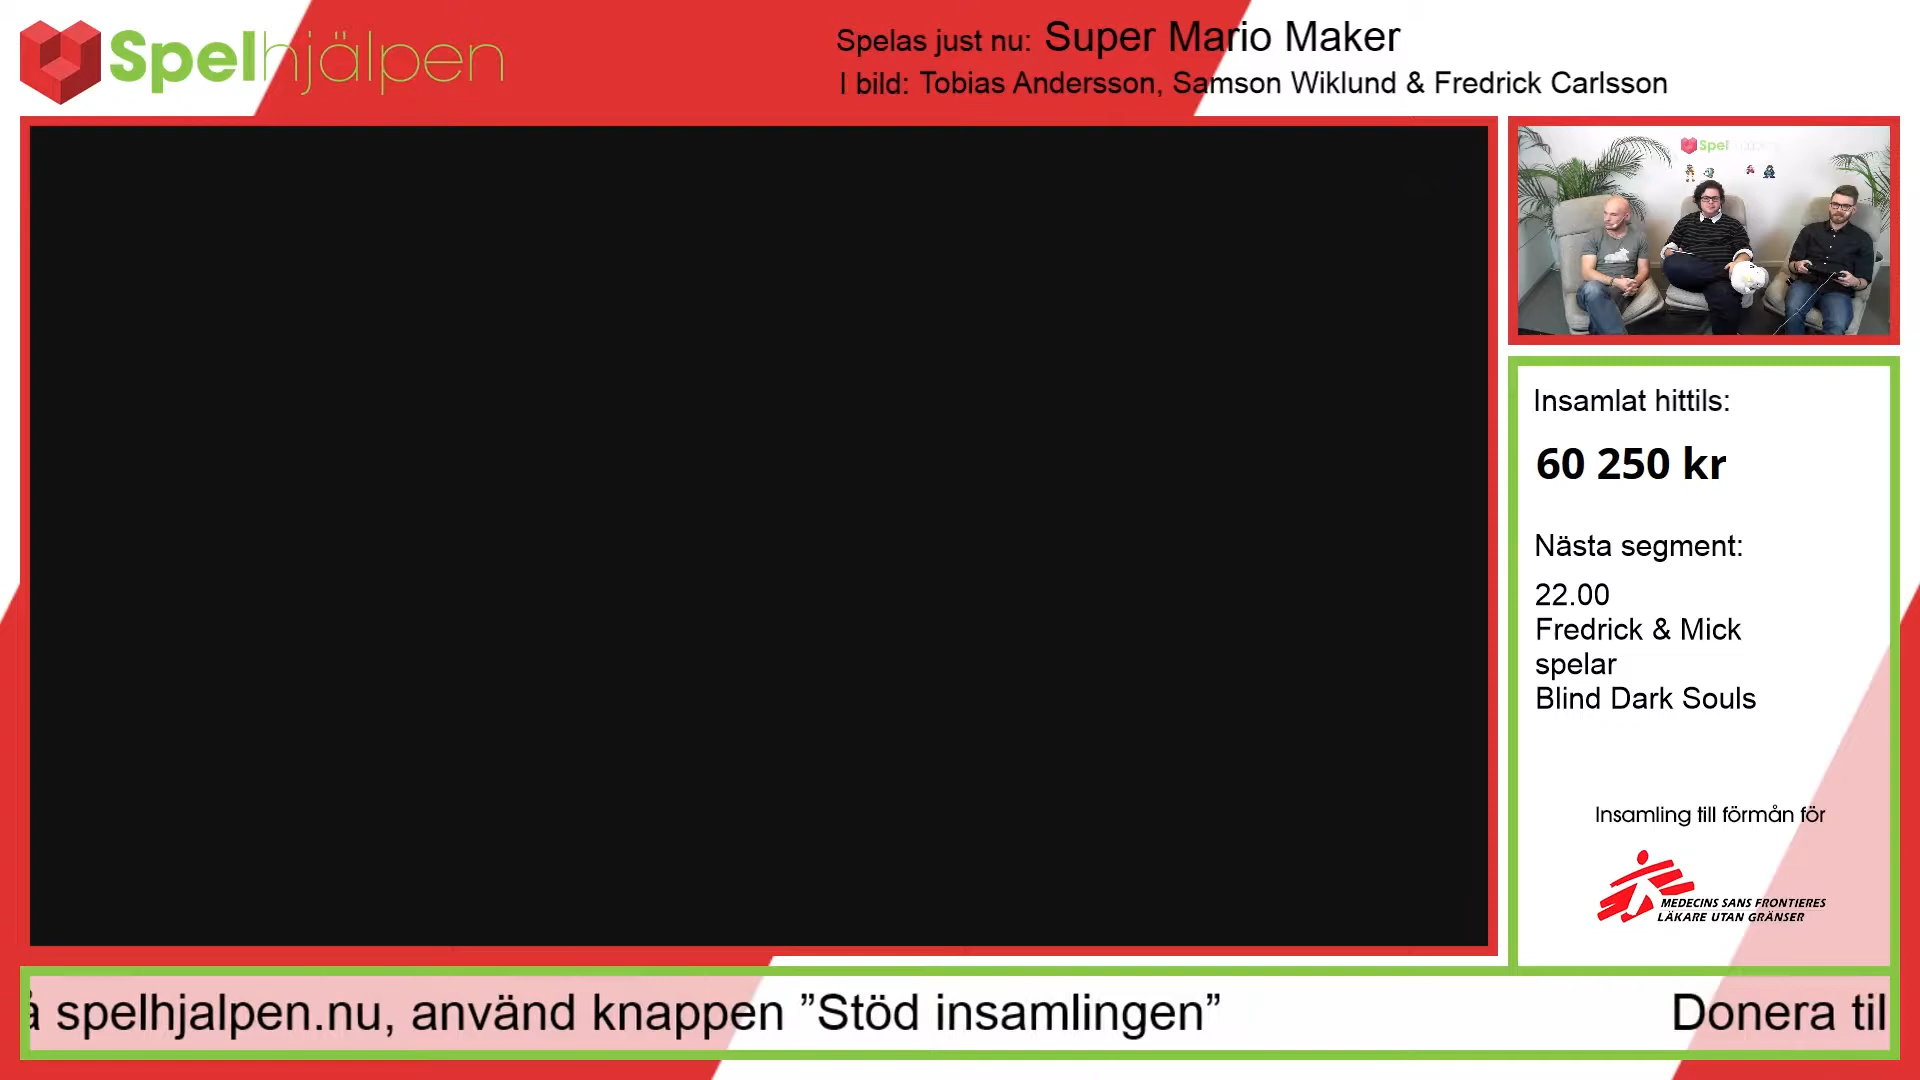 Spelhjälpen
Spelas just nu: Super Mario Maker
I bild: Tobias Andersson, Samson Wiklund & Fredrick Carlsson
Spel
Insamlat hittils:
60 250 kr
Nästa segment:
22.00
Fredrick & Mick
spelar
Blind Dark Souls
Insamling till förmån för
MEDECINS SANS FRONTIERES
LÄKARE UTAN GRÄNSER
å spelhjalpen.nu, använd knappen ”Stöd insamlingen” Donera til